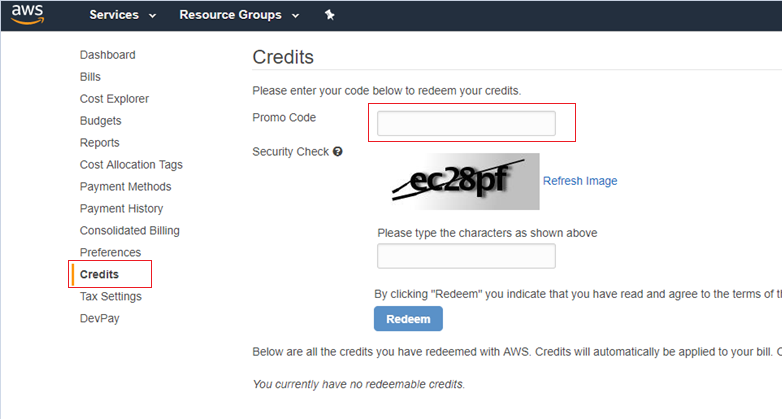 aws Services Resource Groups
Dashboard
Bills
Cost Explorer
Budgets
Reports
Cost Allocation Tags
Payment Methods
Payment History
Consolidated Billing
Preferences
Credits
Tax Settings
DevPay
Credits
Please enter your code below to redeem your credits.
Promo Code
Security Check
ec28pf
Refresh Image
Please type the characters as shown above
By clicking "Redeem" you indicate that you have read and agree to the terms of
Redeem
Below are all the credits you have redeemed with AWS. Credits will automatically be applied to your bill.
You currently have no redeemable credits.